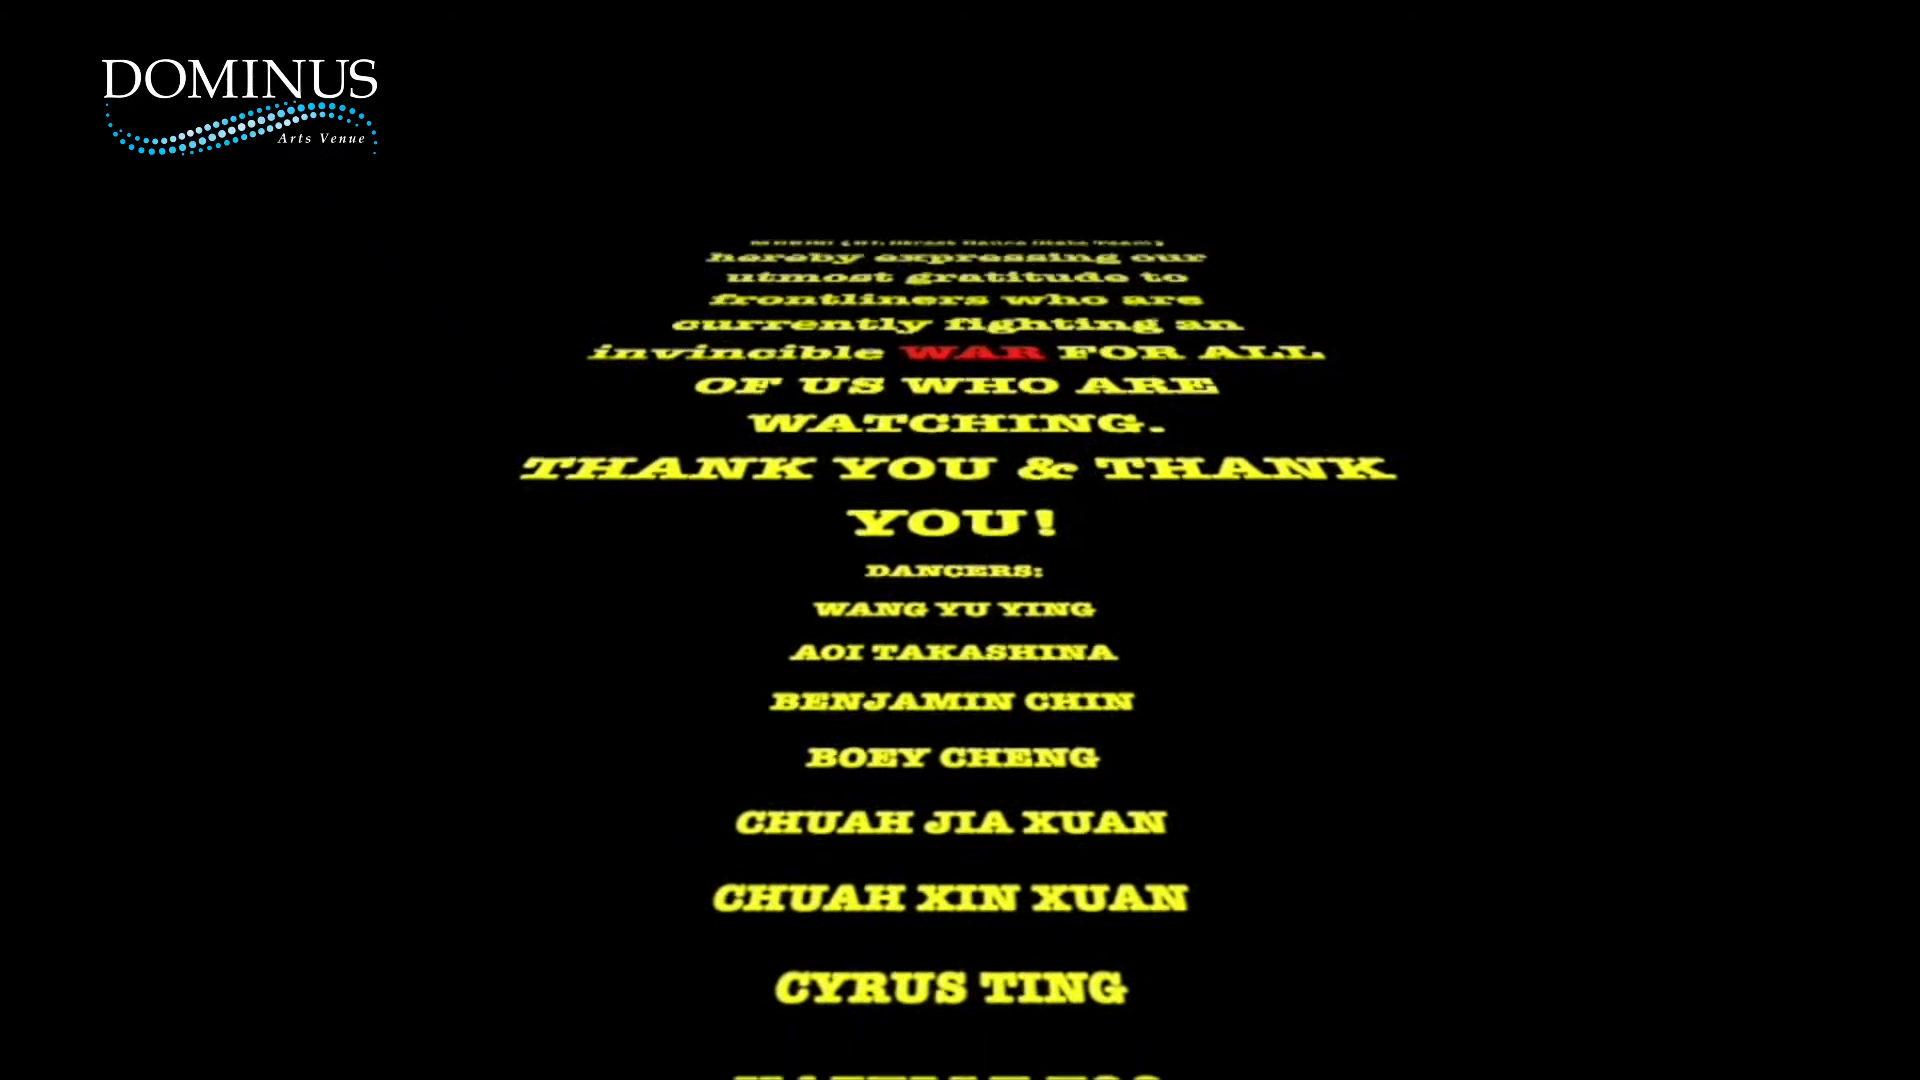 DOMINUS
Arts Venue
hereby expressing our
utmost gratitude to
frontliners who are
currently fighting an
invincible WAR FOR ALL
OF US WHO ARE
WATCHING.
THANK YOU & THANK
YOU!
DANCERS:
WANG YU YING
AOI TAKASHINA
BENJAMIN CHIN
BOEY CHENG
CHUAH JIA XUAN
CHUAH XIN XUAN
CYRUS TING